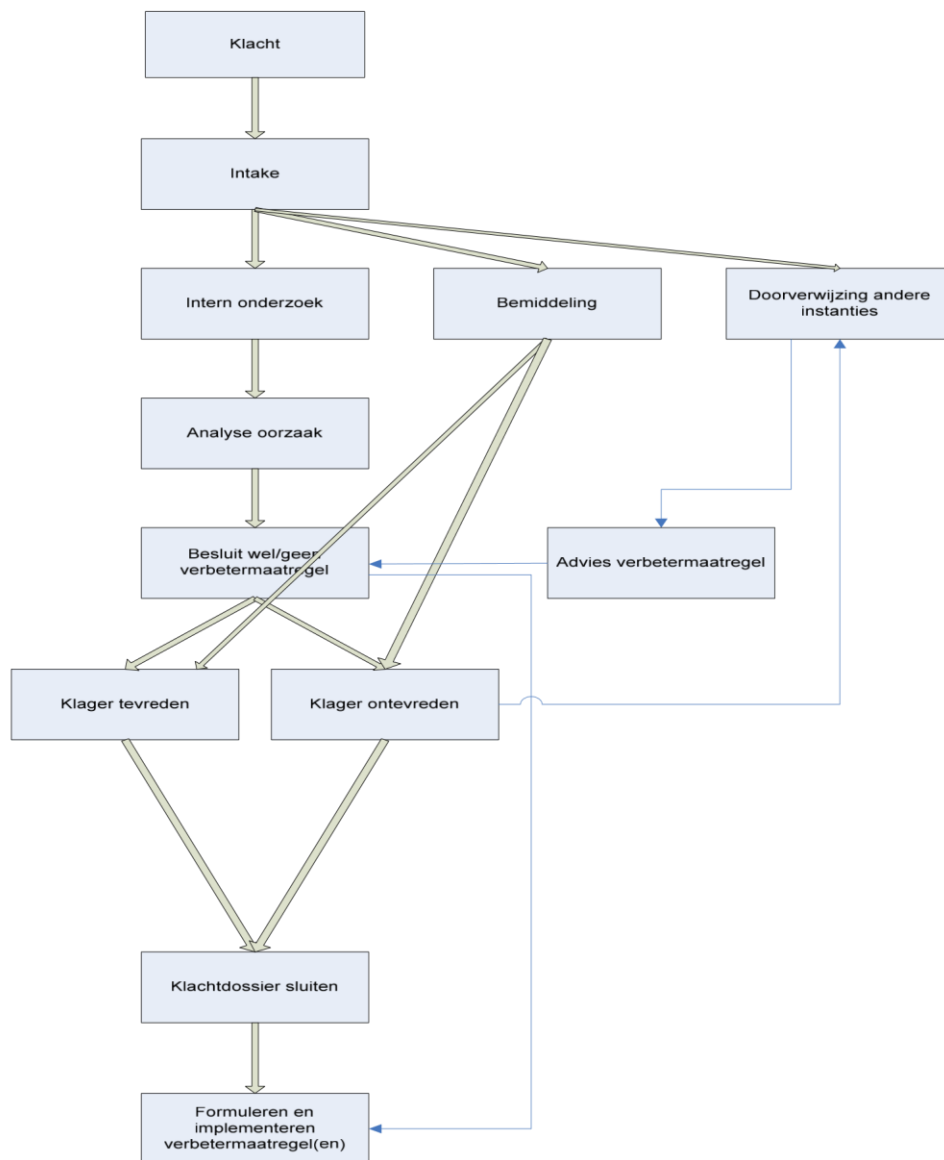 Klacht
Intake
Intern onderzoek
Bemiddeling
Doorverwijzing andere
instanties
Analyse oorzaak
Besluit wel/geen
verbetermaatregel
Advies verbetermaatregel
Klager tevreden
Klager ontevreden
Klachtdossier sluiten
Formuleren en
implementeren
verbetermaatregel(en)